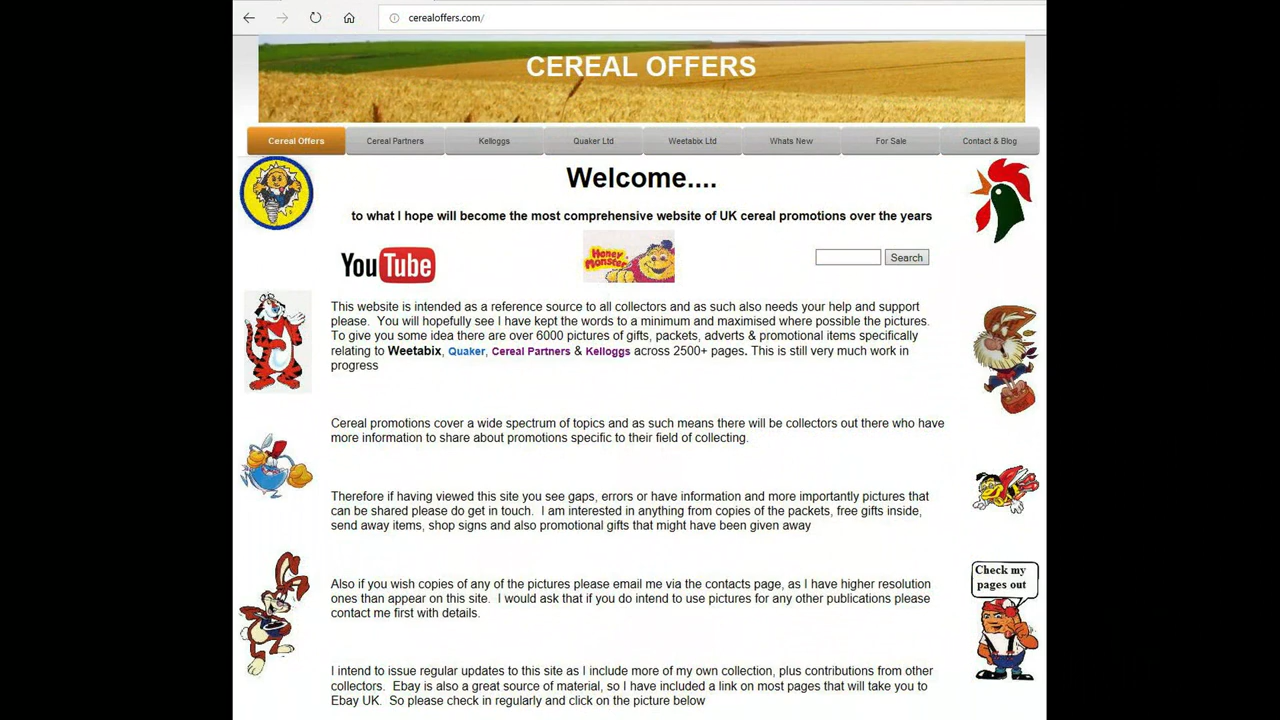 cerealoffers.com/
CEREAL OFFERS
Cereal Offers Cereal Partners Kelloggs Quaker Ltd Weetabix Ltd Whats New For Sale Contact & Blog
Welcome....
to what I hope will become the most comprehensive website of UK cereal promotions over the years
YouTube
Honey
Monster
Search
This website is intended as a reference source to all collectors and as such also needs your help and support
please. You will hopefully see I have kept the words to a minimum and maximised where possible the pictures.
To give you some idea there are over 6000 pictures of gifts, packets, adverts & promotional items specifically
relating to Weetabix, Quaker, Cereal Partners & Kelloggs across 2500+ pages. This is still very much work in
progress
Cereal promotions cover a wide spectrum of topics and as such means there will be collectors out there who have
more information to share about promotions specific to their field of collecting.
Therefore if having viewed this site you see gaps, errors or have information and more importantly pictures that
can be shared please do get in touch. I am interested in anything from copies of the packets, free gifts inside,
send away items, shop signs and also promotional gifts that might have been given away
Check my
pages out
Also if you wish copies of any of the pictures please email me via the contacts page, as I have higher resolution
ones than appear on this site. I would ask that if you do intend to use pictures for any other publications please
contact me first with details.
I intend to issue regular updates to this site as I include more of my own collection, plus contributions from other
collectors. Ebay is also a great source of material, so I have included a link on most pages that will take you to
Ebay UK. So please check in regularly and click on the picture below